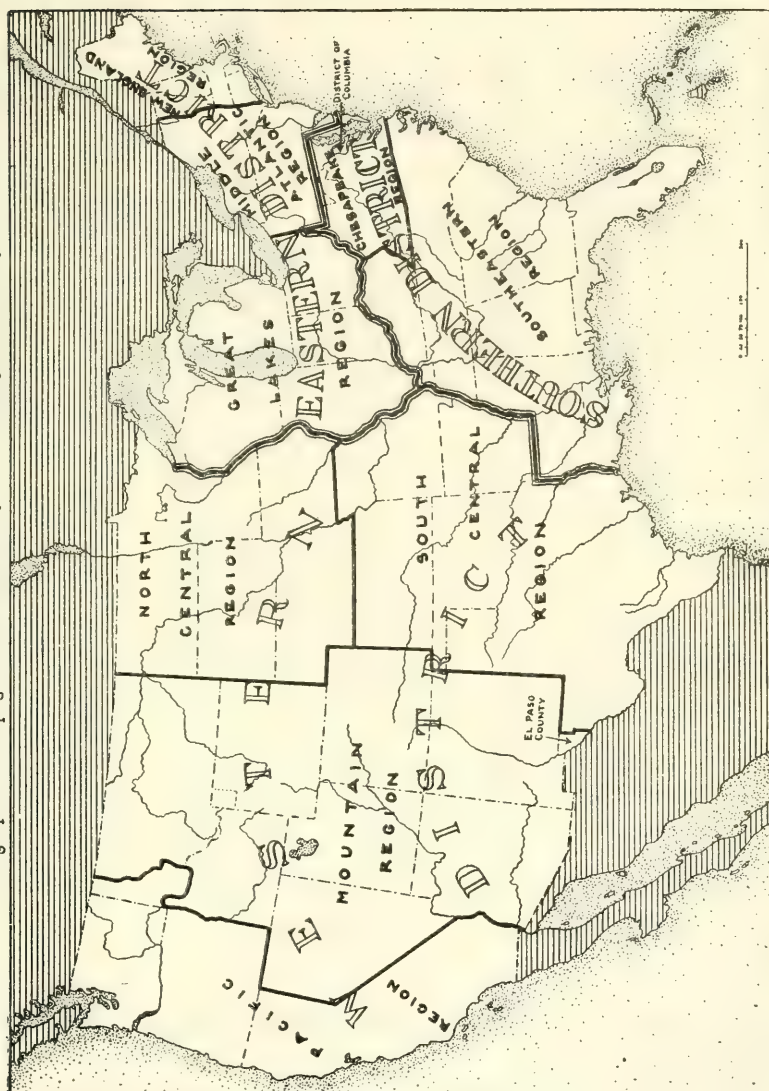 WESTERN DISTRICT
EASTERN DISTRICT
SOUTHERN DISTRICT
PACIFIC
REGION
MOUNTAIN
REGION
NORTH
CENTRAL
REGION
SOUTH
CENTRAL
REGION
EL PASO
COUNTY
GREAT
LAKES
REGION
MIDDLE
ATLANTIC
REGION
NEW ENGLAND
REGION
CHESAPEAKE
REGION
DISTRICT OF
COLUMBIA
SOUTHEASTERN
REGION